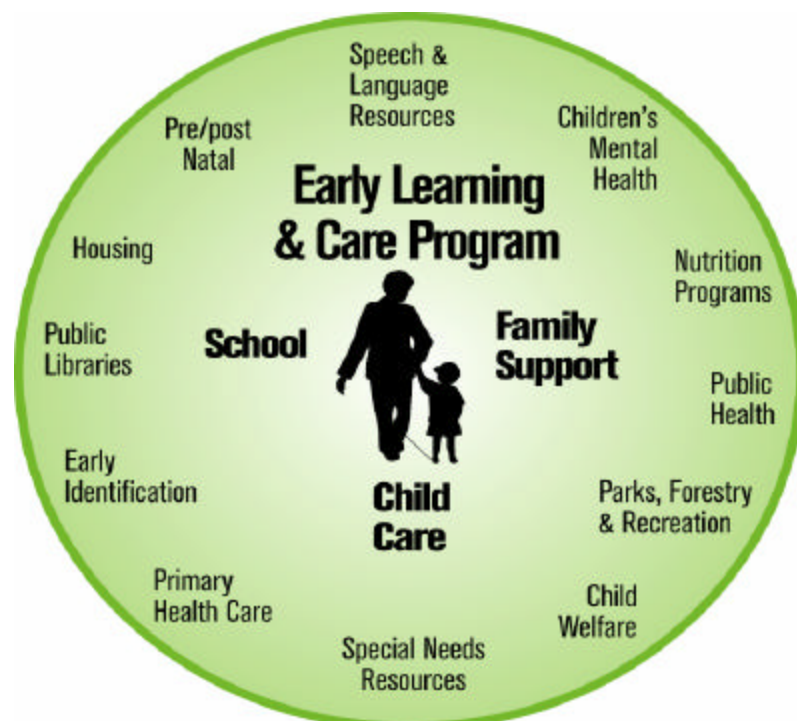 Speech &
Language
Resources
Children's
Mental
Health
Pre/post
Natal
Early Learning
& Care Program
Housing
Nutrition
Programs
Public
Libraries
School
Family
Support
Public
Health
Early
Identification
Child
Care
Parks, Forestry
& Recreation
Primary
Health Care
Child
Welfare
Special Needs
Resources